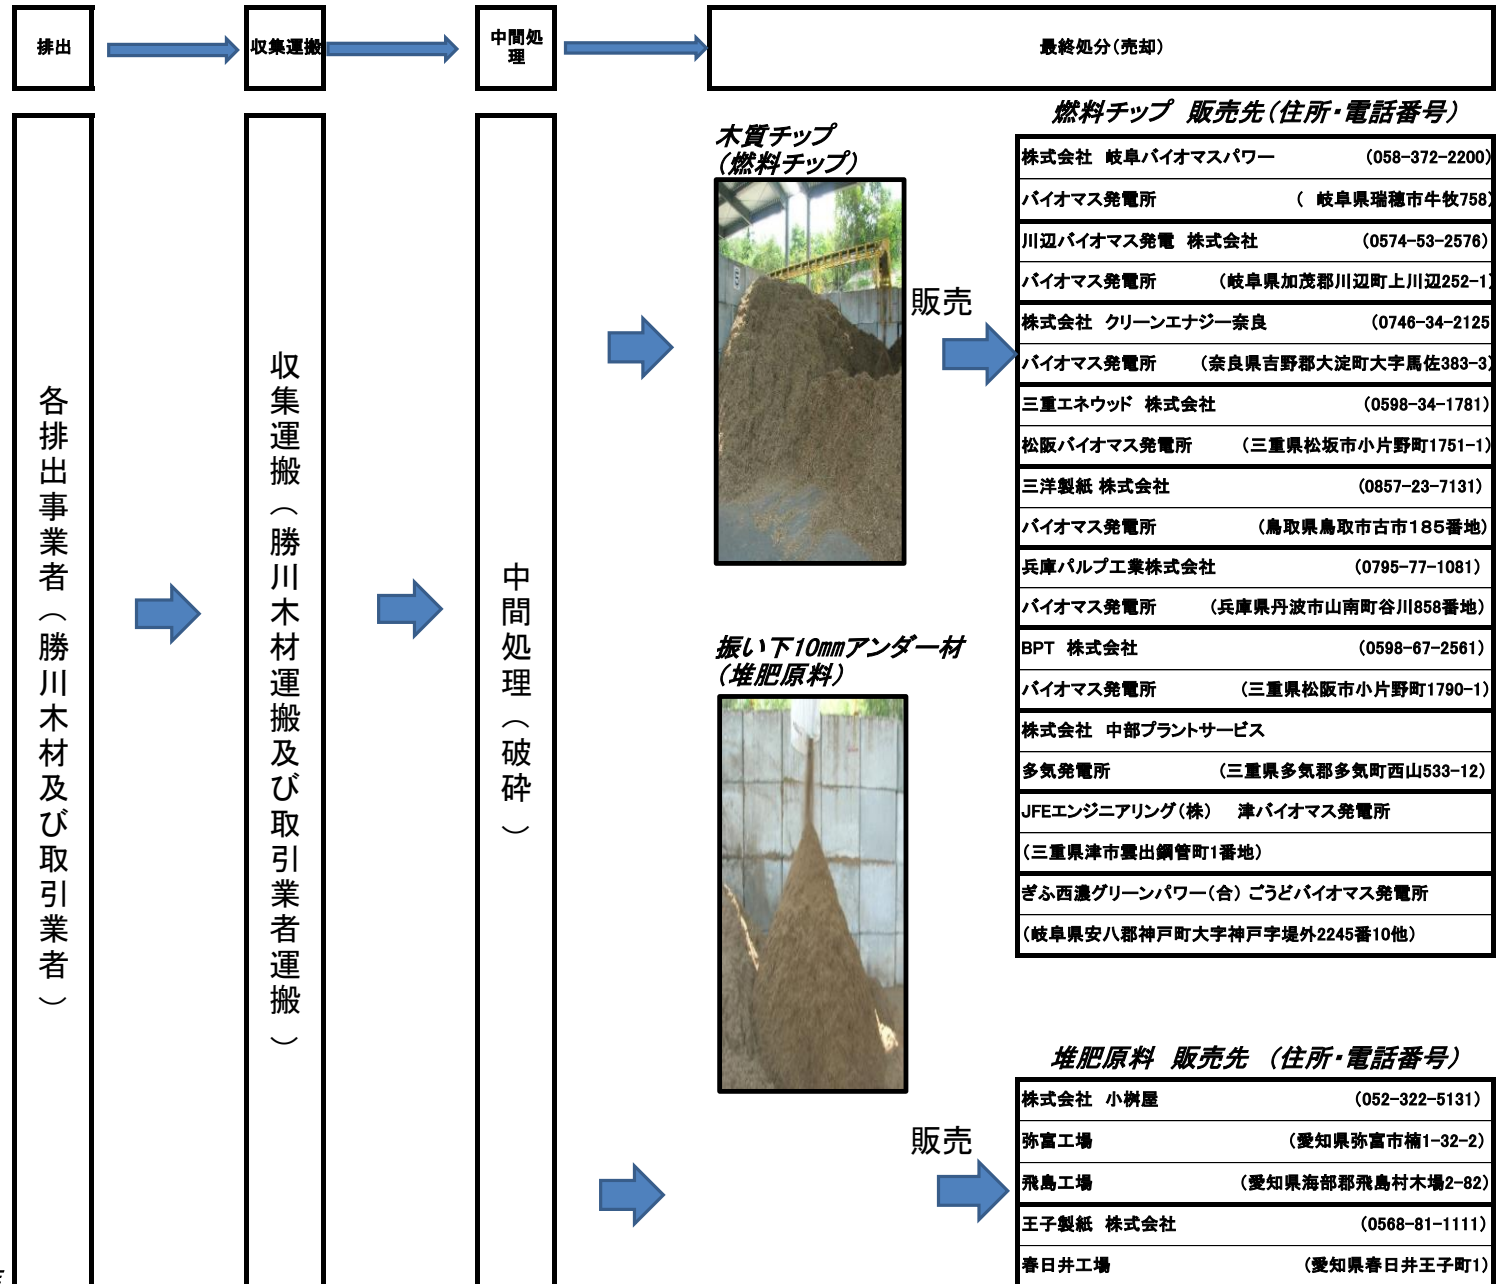 排出
収集運搬
中間処
理
最終処分(売却)
各排出事業者(勝川木材及び取引業者)
収集運搬(勝川木材運搬及び取引業者運搬)
中間処理(破砕)
木質チップ
(燃料チップ)
販売
燃料チップ 販売先(住所・電話番号)
株式会社 岐阜バイオマスパワー (058-372-2200)
バイオマス発電所 ( 岐阜県瑞穂市牛牧758)
川辺バイオマス発電 株式会社 (0574-53-2576)
バイオマス発電所 (岐阜県加茂郡川辺町上川辺252-1)
株式会社 クリーンエナジー奈良 (0746-34-2125
バイオマス発電所 (奈良県吉野郡大淀町大字馬佐383-3)
三重エネウッド 株式会社 (0598-34-1781)
松阪バイオマス発電所 (三重県松坂市小片野町1751-1)
三洋製紙 株式会社 (0857-23-7131)
バイオマス発電所 (鳥取県鳥取市古市185番地)
兵庫パルプ工業株式会社 (0795-77-1081)
バイオマス発電所 (兵庫県丹波市山南町谷川858番地)
BPT 株式会社 (0598-67-2561)
バイオマス発電所 (三重県松阪市小片野町1790-1)
株式会社 中部プラントサービス
多気発電所 (三重県多気郡多気町西山533-12)
JFEエンジニアリング(株) 津バイオマス発電所
(三重県津市雲出鋼管町1番地)
ぎふ西濃グリーンパワー(合) ごうどバイオマス発電所
(岐阜県安八郡神戸町大字神戸字堤外2245番10他)
振い下10mmアンダー材
(堆肥原料)
販売
堆肥原料 販売先 (住所・電話番号)
株式会社 小桝屋 (052-322-5131)
弥富工場 (愛知県弥富市楠1-32-2)
飛島工場 (愛知県海部郡飛島村木場2-82)
王子製紙 株式会社 (0568-81-1111)
春日井工場 (愛知県春日井王子町1)